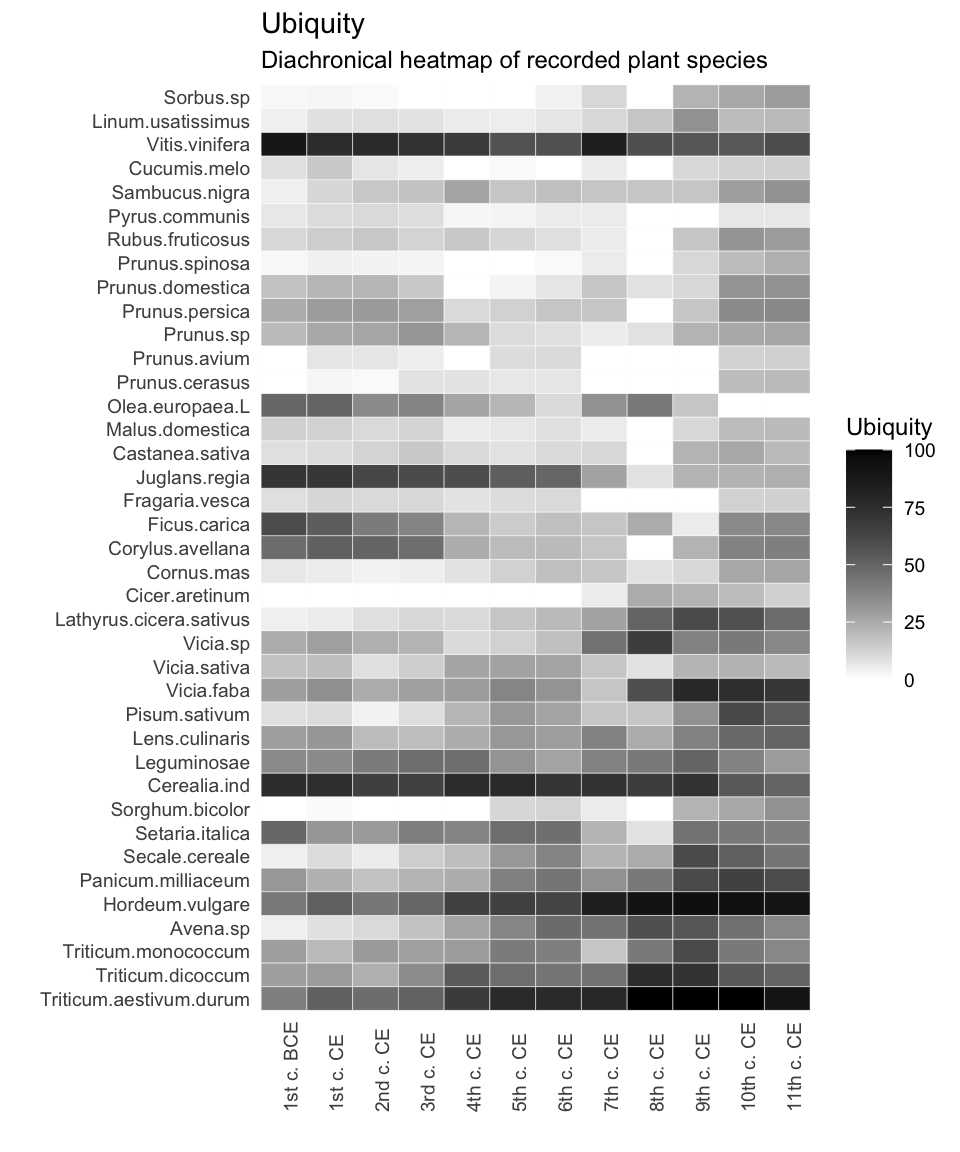 Ubiquity
Diachronical heatmap of recorded plant species
Sorbus.sp
Linum.usatissimus
Vitis.vinifera
Cucumis.melo
Sambucus.nigra
Pyrus.communis
Rubus.fruticosus
Prunus.spinosa
Prunus.domestica
Prunus.persica
Prunus.sp
Prunus.avium
Prunus.cerasus
Olea.europaea.L
Malus.domestica
Castanea.sativa
Juglans.regia
Fragaria.vesca
Ficus.carica
Corylus.avellana
Cornus.mas
Cicer.aretinum
Lathyrus.cicera.sativus
Vicia.sp
Vicia.sativa
Vicia.faba
Pisum.sativum
Lens.culinaris
Leguminosae
Cerealia.ind
Sorghum.bicolor
Setaria.italica
Secale.cereale
Panicum.milliaceum
Hordeum.vulgare
Avena.sp
Triticum.monococcum
Triticum.dicoccum
Triticum.aestivum.durum
1st c. BCE
1st c. CE
2nd c. CE
3rd c. CE
4th c. CE
5th c. CE
6th c. CE
7th c. CE
8th c. CE
9th c. CE
10th c. CE
11th c. CE
Ubiquity
100
75
50
25
0